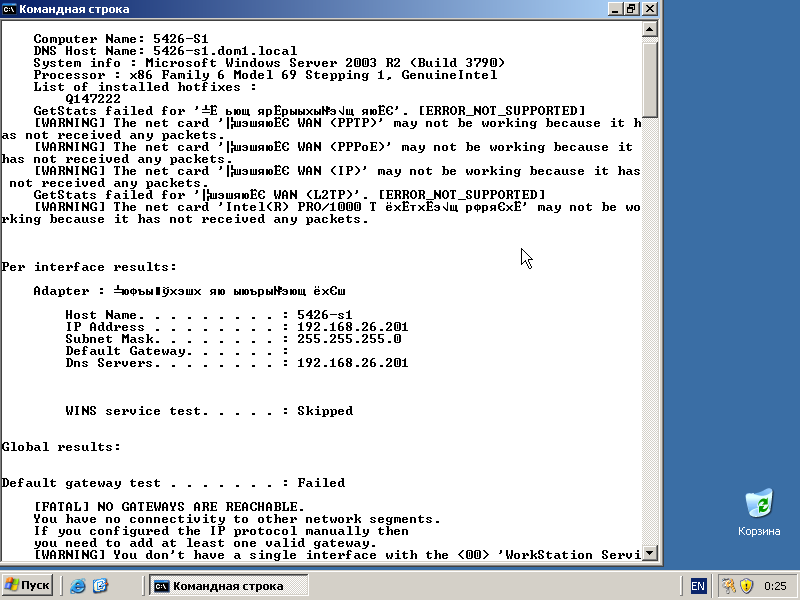 Командная строка
Computer Name: 5426-S1
DNS Host Name: 5426-s1.dom1.local
System info : Microsoft Windows Server 2003 R2 (Build 3790)
Processor : x86 Family 6 Model 69 Stepping 1, GenuineIntel
List of installed hotfixes :
Q147222
GetStats failed for '╧Ё ьющ ярЁрыыхы№э√щ яюЁЄ'. [ERROR_NOT_SUPPORTED]
[WARNING] The net card '╠шэшяюЁЄ WAN (PPTP)' may not be working because it h
as not received any packets.
[WARNING] The net card '╠шэшяюЁЄ WAN (PPPoE)' may not be working because it
has not received any packets.
[WARNING] The net card '╠шэшяюЁЄ WAN (IP)' may not be working because it has
not received any packets.
GetStats failed for '╠шэшяюЁЄ WAN (L2TP)'. [ERROR_NOT_SUPPORTED]
[WARNING] The net card 'Intel(R) PRO/1000 T ёхЁтхЁэ√щ рфряЄхЁ' may not be wo
rking because it has not received any packets.
Per interface results:
Adapter : ╧юфъы■ўхэшх яю ыюъры№эющ ёхЄш
Host Name. . . . . . . . . : 5426-s1
IP Address . . . . . . . . : 192.168.26.201
Subnet Mask. . . . . . . . : 255.255.255.0
Default Gateway. . . . . . :
Dns Servers. . . . . . . . : 192.168.26.201
WINS service test. . . . . : Skipped
Global results:
Default gateway test . . . . . . . : Failed
[FATAL] NO GATEWAYS ARE REACHABLE.
You have no connectivity to other network segments.
If you configured the IP protocol manually then
you need to add at least one valid gateway.
[WARNING] You don't have a single interface with the <00> 'WorkStation Servi
Корзина
Пуск
Командная строка
EN
0:25